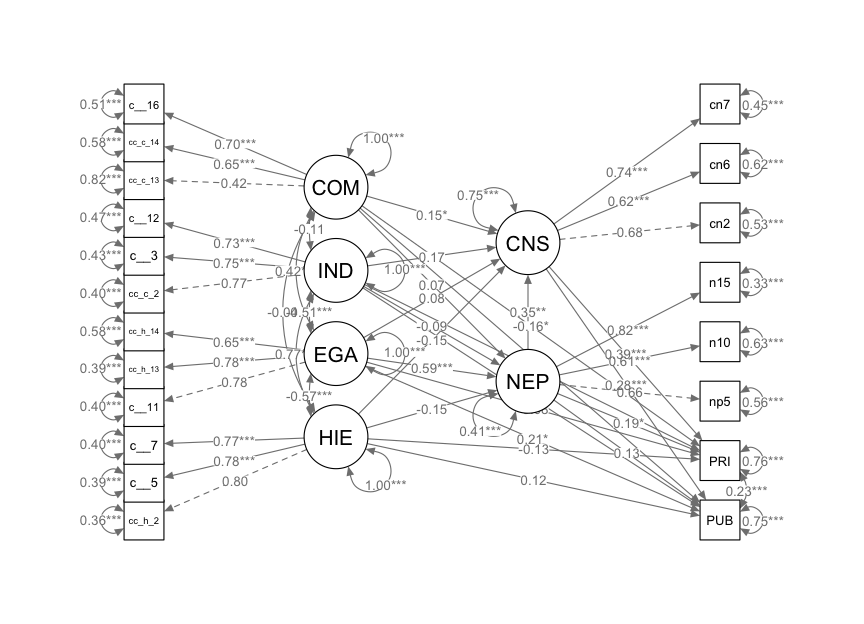 0.51*** c__16
0.58*** cc_c_14
0.82*** cc_c_13
0.47*** c__12
0.43*** c__3
0.40*** cc_c_2
0.58*** cc_h_14
0.39*** cc_h_13
0.40*** c__11
0.40*** c__7
0.39*** c__5
0.36*** cc_h_2
0.70***
0.65***
0.42
0.73***
0.75***
0.77
0.65***
0.78***
0.78
0.77***
0.78***
0.80
COM
1.00***
IND
1.00***
EGA
1.00***
HIE
1.00***
-0.11
0.42
-0.51***
-0.57***
0.15*
0.17
0.07
0.08
-0.09
-0.15
0.59***
-0.15
0.21*
-0.13
0.12
CNS
0.75***
NEP
0.41***
0.35**
-0.16*
0.74***
0.62***
-0.68
0.82***
0.39***
0.61***
0.28***
0.66
0.19*
0.13
cn7 0.45***
cn6 0.62***
cn2 0.53***
n15 0.33***
n10 0.63***
np5 0.56***
PRI 0.76***
0.23***
PUB 0.75***